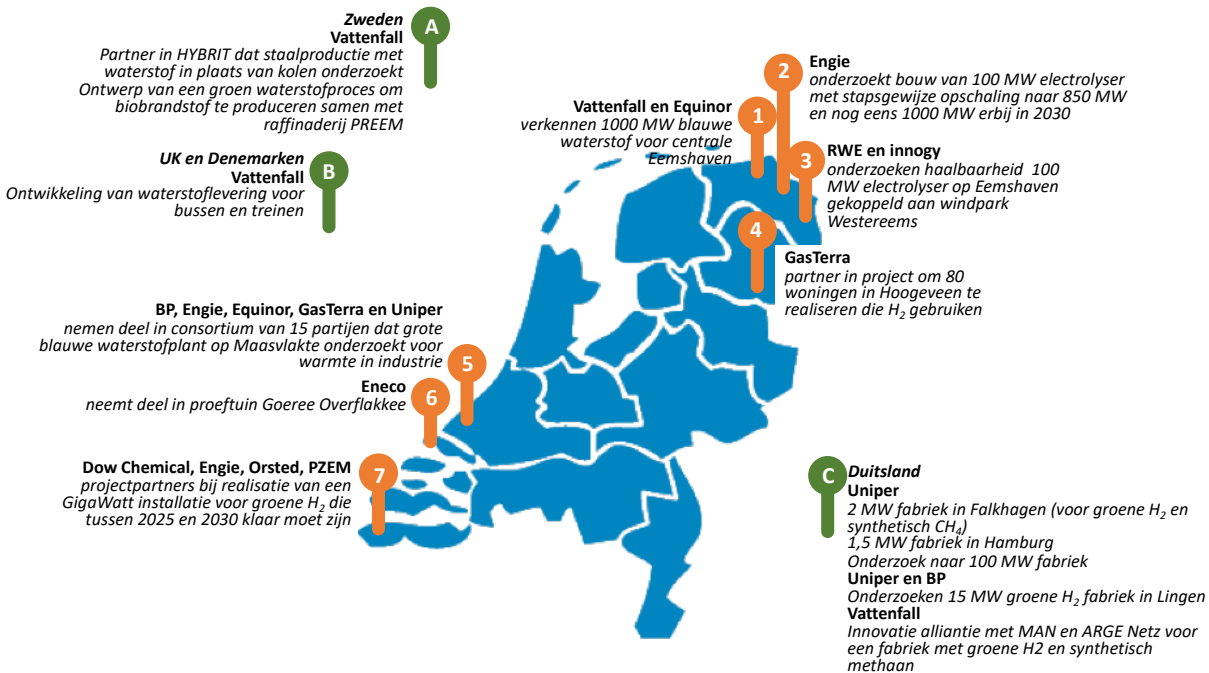 A
Zweden
Vattenfall
Partner in HYBRIT dat staalproductie met
waterstof in plaats van kolen onderzoekt
Ontwerp van een groen waterstofproces om
biobrandstof te produceren samen met
raffinaderij PREEM
B
UK en Denemarken
Vattenfall
Ontwikkeling van waterstoflevering voor
bussen en treinen
1
Vattenfall en Equinor
verkennen 1000 MW blauwe
waterstof voor centrale
Eemshaven
2
Engie
onderzoekt bouw van 100 MW electrolyser
met stapsgewijze opschaling naar 850 MW
en nog eens 1000 MW erbij in 2030
3
RWE en innogy
onderzoeken haalbaarheid 100
MW electrolyser op Eemshaven
gekoppeld aan windpark
Westereems
4
GasTerra
partner in project om 80
woningen in Hoogeveen te
realiseren die H₂ gebruiken
BP, Engie, Equinor, GasTerra en Uniper
nemen deel in consortium van 15 partijen dat grote
blauwe waterstofplant op Maasvlakte onderzoekt voor
warmte in industrie
5
Eneco
neemt deel in proeftuin Goeree Overflakkee
6
Dow Chemical, Engie, Orsted, PZEM
projectpartners bij realisatie van een
GigaWatt installatie voor groene H₂ die
tussen 2025 en 2030 klaar moet zijn
7
C
Duitsland
Uniper
2 MW fabriek in Falkhagen (voor groene H₂ en
synthetisch CH₄)
1,5 MW fabriek in Hamburg
Onderzoek naar 100 MW fabriek
Uniper en BP
Onderzoeken 15 MW groene H₂ fabriek in Lingen
Vattenfall
Innovatie alliantie met MAN en ARGE Netz voor
een fabriek met groene H2 en synthetisch
methaan